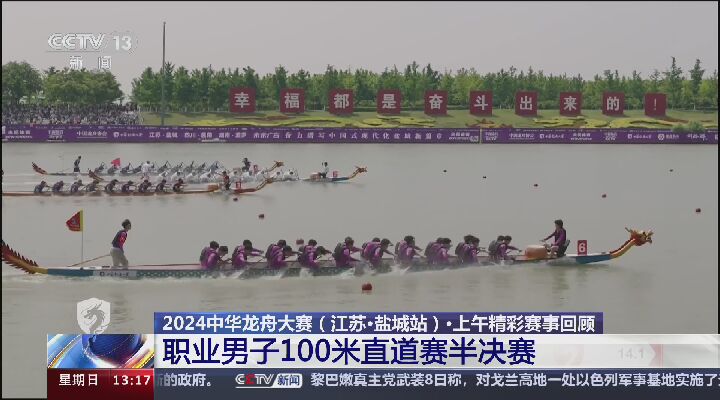 CCTV 13
新闻
幸福都是奋斗出来的!
6
2024中华龙舟大赛（江苏·盐城站）·上午精彩赛事回顾
职业男子100米直道赛半决赛
14.1
星期日 13:17 新的政府。 CCTV 新闻 黎巴嫩真主党武装8日称，对戈兰高地一处以色列军事基地实施了